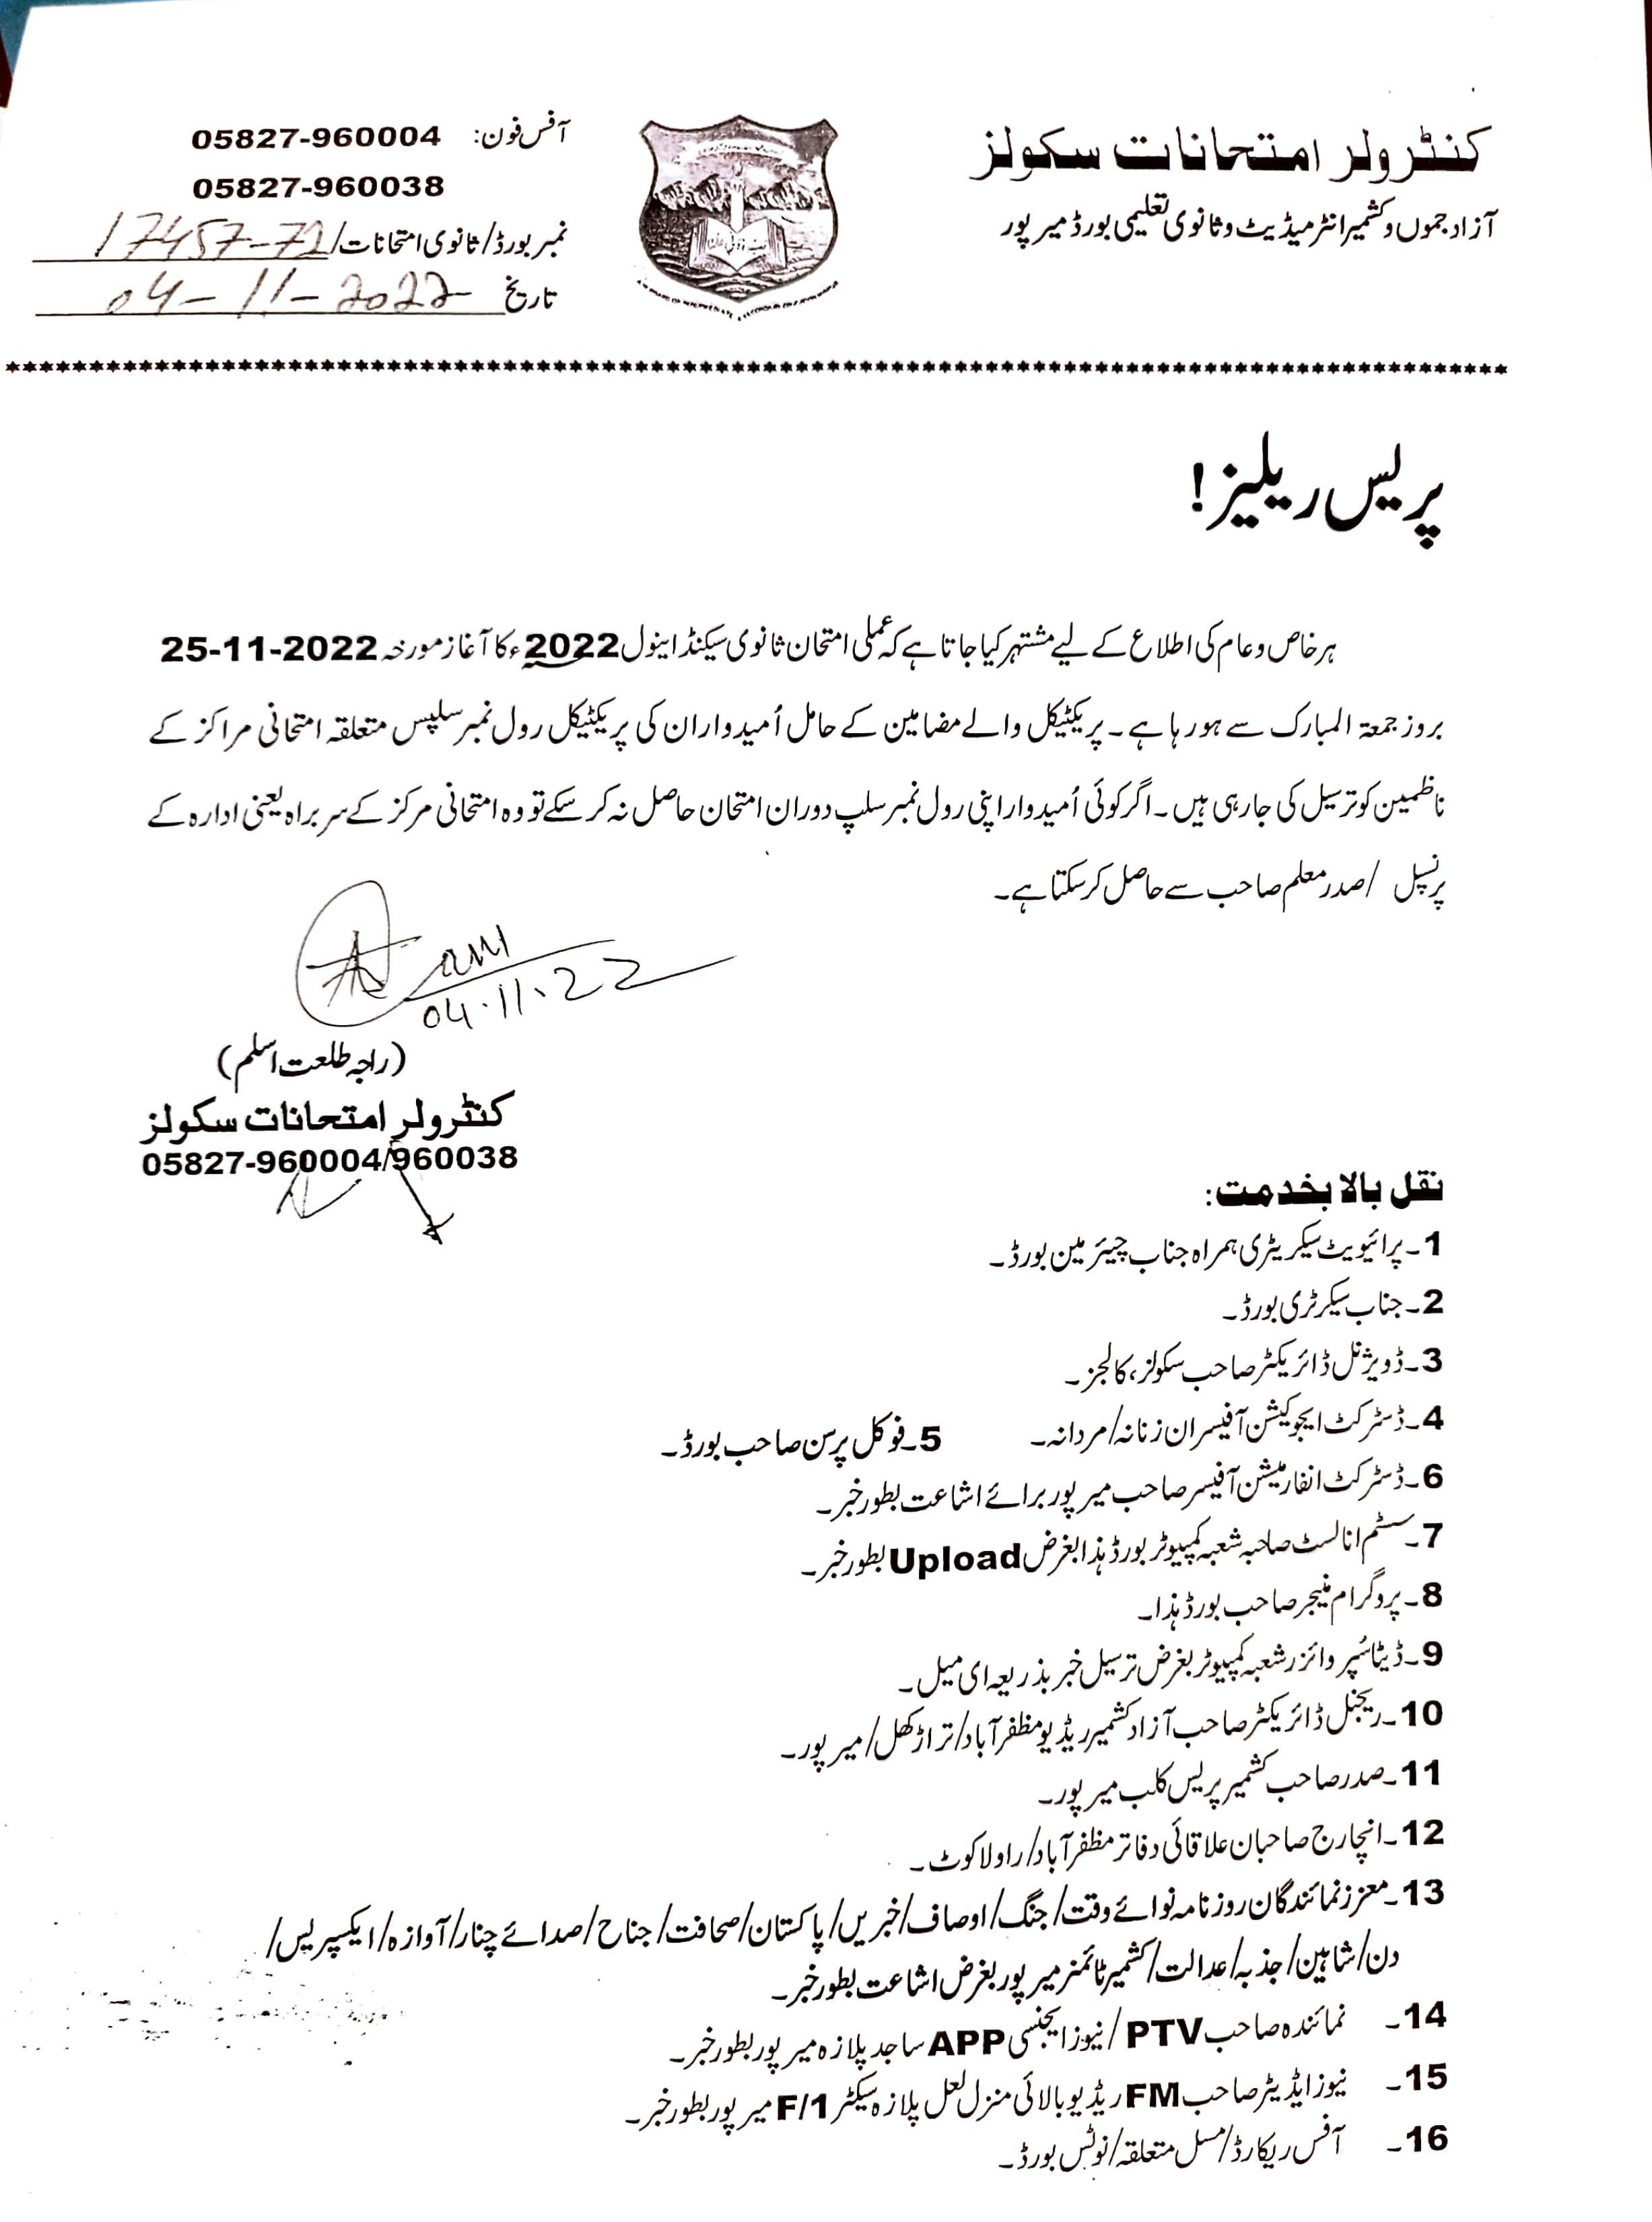 کنٹرولر امتحانات سکولز
آزاد جموں و کشمیر انٹرمیڈیٹ و ثانوی تعلیمی بورڈ میرپور
آفس فون: 05827-960004
05827-960038
نمبر بورڈ/ثانوی امتحانات/17457-72
تاریخ 04-11-2022
پریس ریلیز!
ہر خاص و عام کی اطلاع کے لیے مشتہر کیا جاتا ہے کہ عملی امتحان ثانوی سیکنڈ اینول 2022ء کا آغاز مورخہ 25-11-2022
بروز جمعۃ المبارک سے ہو رہا ہے۔ پریکٹیکل والے مضامین کے حامل اُمیدواران کی پریکٹیکل رول نمبر سلپس متعلقہ امتحانی مراکز کے
ناظمین کو ترسیل کی جا رہی ہیں۔ اگر کوئی اُمیدوار اپنی رول نمبر سلپ دوران امتحان حاصل نہ کر سکے تو وہ امتحانی مرکز کے سربراہ یعنی ادارہ کے
پرنسپل /صدر معلم صاحب سے حاصل کر سکتا ہے۔
04.11.22
(راجہ طلعت اسلم)
کنٹرولر امتحانات سکولز
05827-960004/960038
نقل بالا بخدمت:
1۔پرائیویٹ سیکریٹری ہمراہ جناب چیئرمین بورڈ۔
2۔جناب سیکرٹری بورڈ۔
3۔ڈویژنل ڈائریکٹر صاحب سکولز، کالجز۔
4۔ڈسٹرکٹ ایجوکیشن آفیسران زنانہ/مردانہ۔ 5۔فوکل پرسن صاحب بورڈ۔
6۔ڈسٹرکٹ انفارمیشن آفیسر صاحب میرپور برائے اشاعت بطور خبر۔
7۔سسٹم انالسٹ صاحبہ شعبہ کمپیوٹر بورڈ ہذا بغرض Upload بطور خبر۔
8۔پروگرام منیجر صاحب بورڈ ہذا۔
9۔ڈیٹا سُپروائزر شعبہ کمپیوٹر بغرض ترسیل خبر بذریعہ ای میل۔
10۔ریجنل ڈائریکٹر صاحب آزاد کشمیر ریڈیو مظفرآباد/تراڑکھل/میرپور۔
11۔صدر صاحب کشمیر پریس کلب میرپور۔
12۔انچارج صاحبان علاقائی دفاتر مظفرآباد/راولاکوٹ۔
13۔معزز نمائندگان روزنامہ نوائے وقت/جنگ/اوصاف/خبریں/پاکستان/صحافت/جناح/صدائے چنار/آوازہ/ایکسپریس/
دن/شاہین/جذبہ/عدالت/کشمیر ٹائمنر میرپور بغرض اشاعت بطور خبر۔
14۔ نمائندہ صاحب PTV /نیوز ایجنسی APP ساجد پلازہ میرپور بطور خبر۔
15۔ نیوز ایڈیٹر صاحب FM ریڈیو بالائی منزل لعل پلازہ سیکٹر F/1 میرپور بطور خبر۔
16۔ آفس ریکارڈ/مسل متعلقہ/نوٹس بورڈ۔